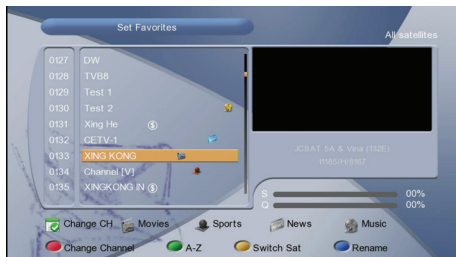 Set Favorites
All satellites
0127 DW
0128 TVB8
0129 Test 1
0130 Test 2
0131 Xing He ($)
0132 CETV-1
0133 XING KONG
0134 Channel [V]
0135 XINGKONG IN ($)
JCSAT SA & Vina (132E)
S 00%
Q 00%
Change CH Movies Sports News Music
Change Channel A-Z Switch Sat Rename